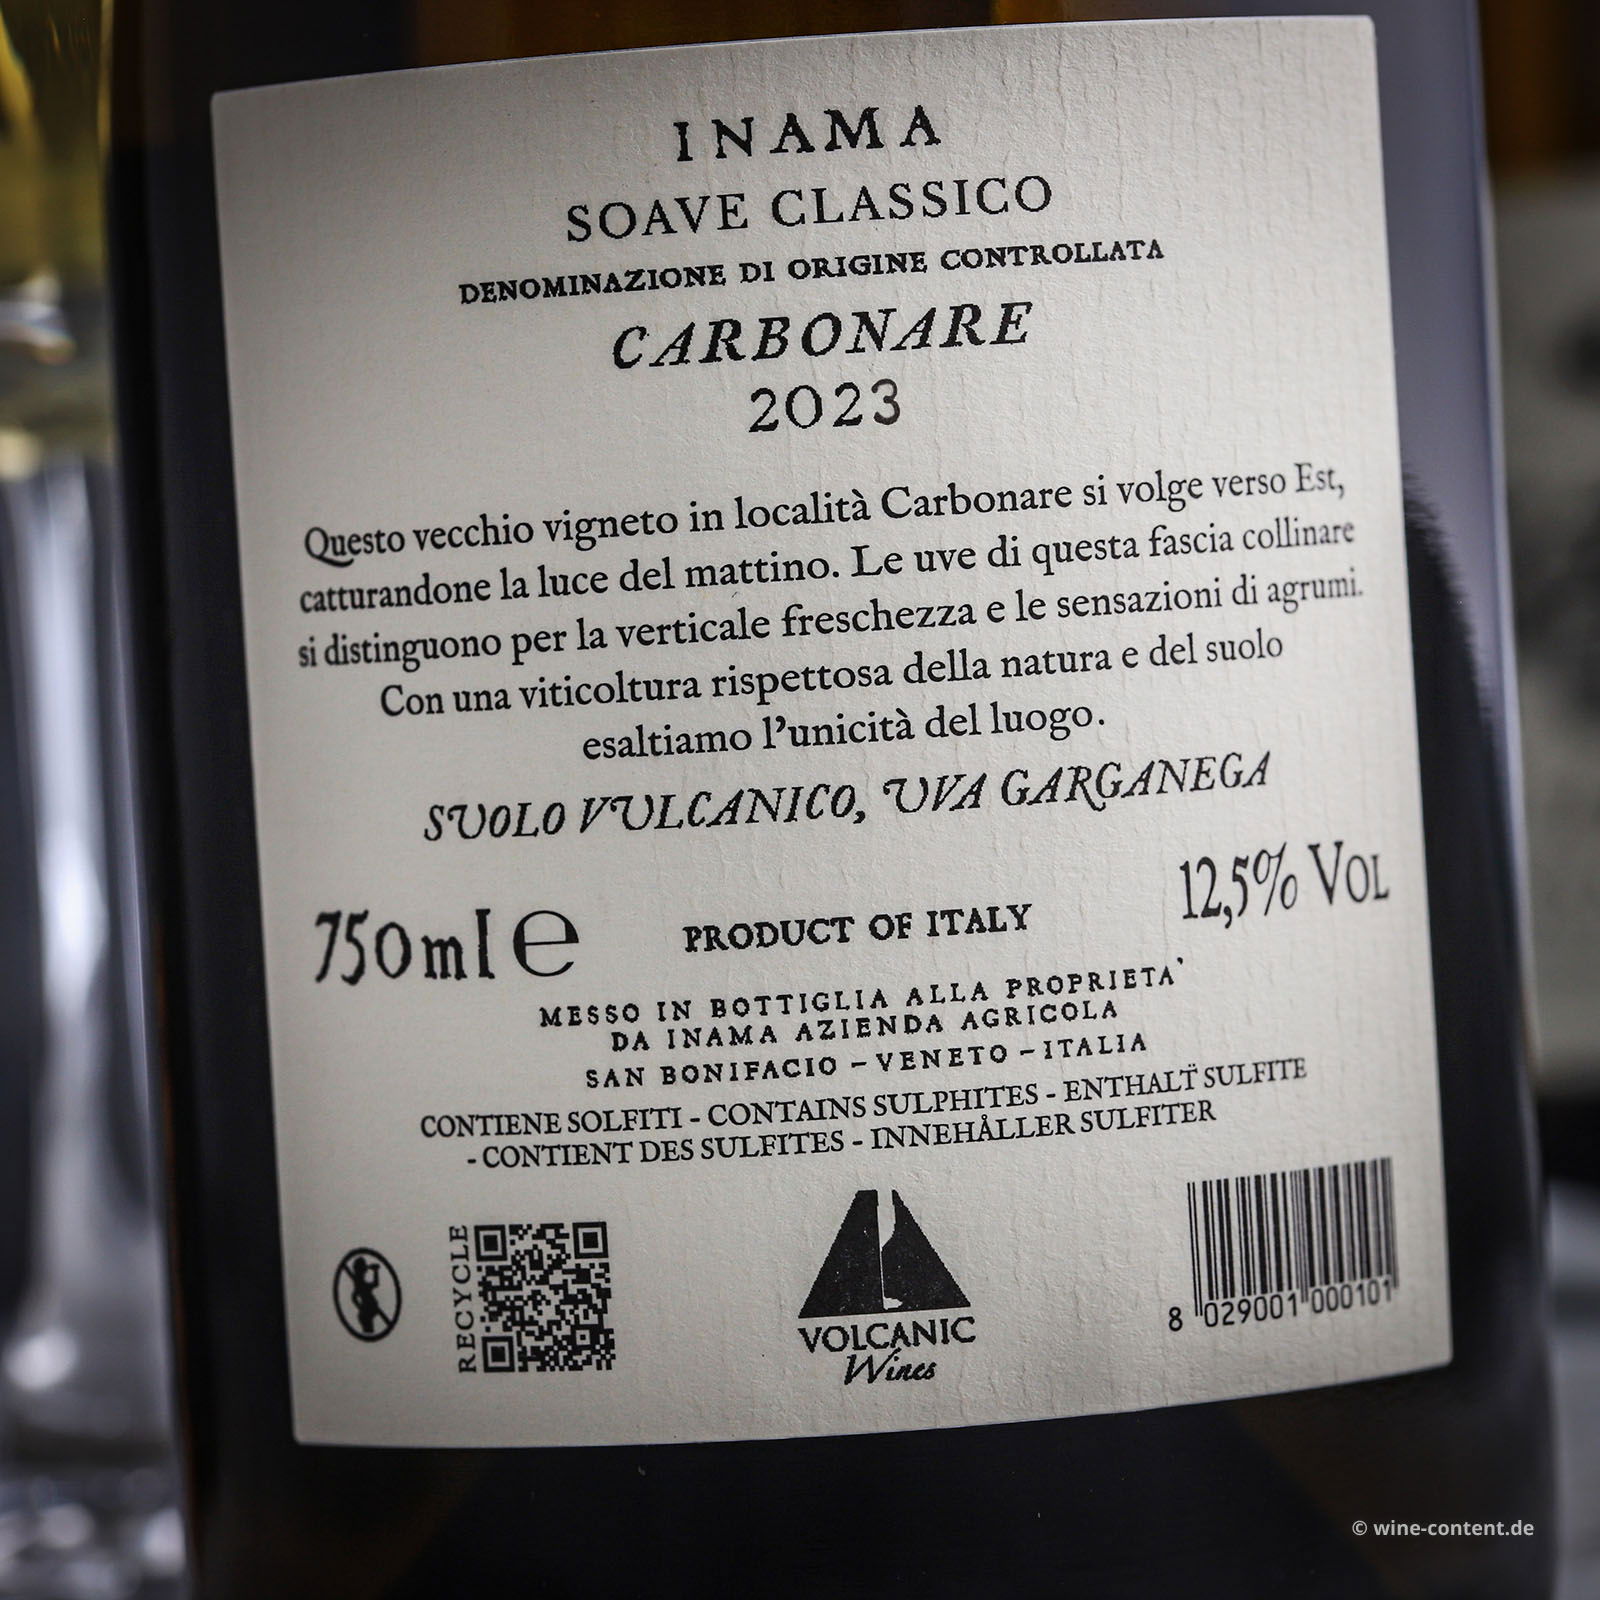 INAMA
SOAVE CLASSICO
DENOMINAZIONE DI ORIGINE CONTROLLATA
CARBONARE
2023
Questo vecchio vigneto in località Carbonare si volge verso Est,
catturandone la luce del mattino. Le uve di questa fascia collinare
si distinguono per la verticale freschezza e le sensazioni di agrumi.
Con una viticoltura rispettosa della natura e del suolo
esaltiamo l'unicità del luogo.
SUOLO VULCANICO, UVA GARGANEGA
750ml ℮ PRODUCT OF ITALY 12,5% VOL
MESSO IN BOTTIGLIA ALLA PROPRIETA'
DA INAMA AZIENDA AGRICOLA
SAN BONIFACIO – VENETO – ITALIA
CONTIENE SOLFITI - CONTAINS SULPHITES - ENTHALT̈ SULFITE
- CONTIENT DES SULFITES - INNEHÅLLER SULFITER
RECYCLE
VOLCANIC
Wines
8 029001 000101
© wine-content.de